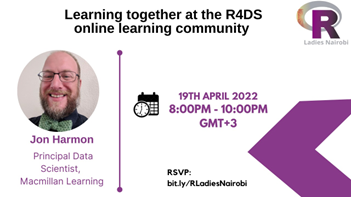 Learning together at the R4DS
online learning community
R
Ladies Nairobi
19TH APRIL 2022
8:00PM - 10:00PM
GMT+3
Jon Harmon
Principal Data
Scientist,
Macmillan Learning
RSVP:
bit.ly/RLadiesNairobi